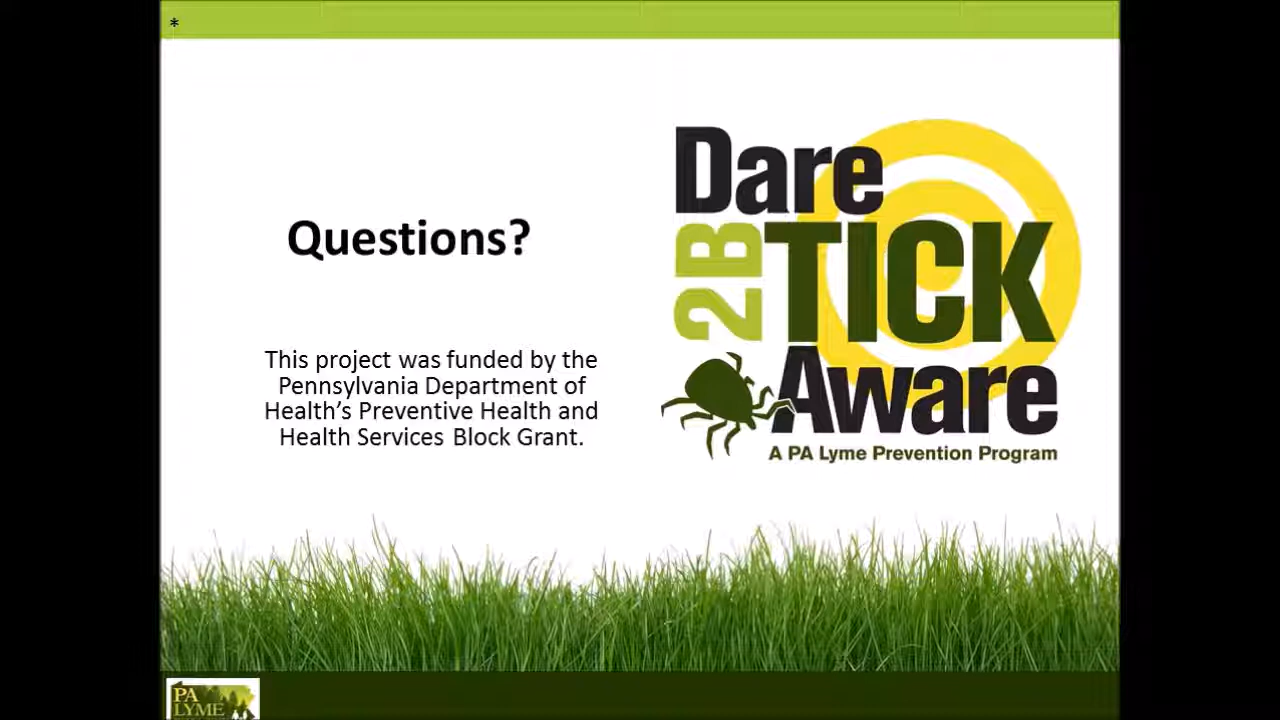 *
Questions?
This project was funded by the
Pennsylvania Department of
Health’s Preventive Health and
Health Services Block Grant.
Dare
2B
TICK
Aware
A PA Lyme Prevention Program
PA
LYME